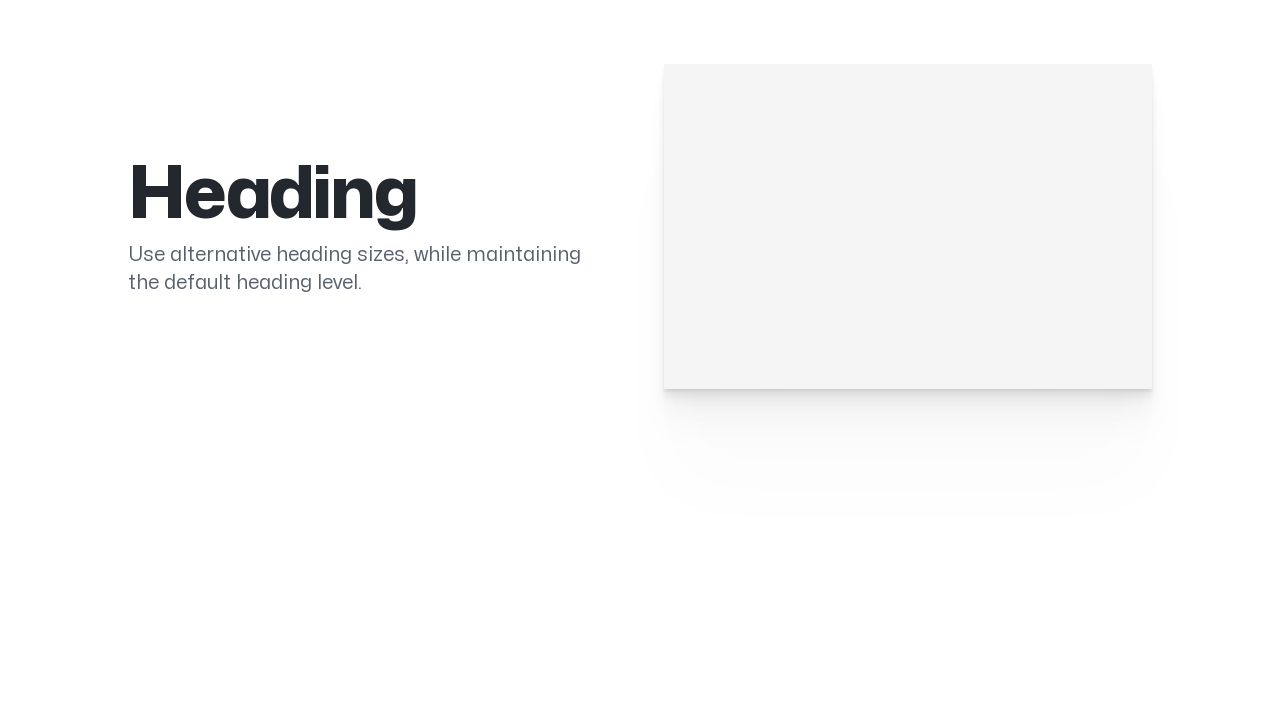 Heading
Use alternative heading sizes, while maintaining
the default heading level.